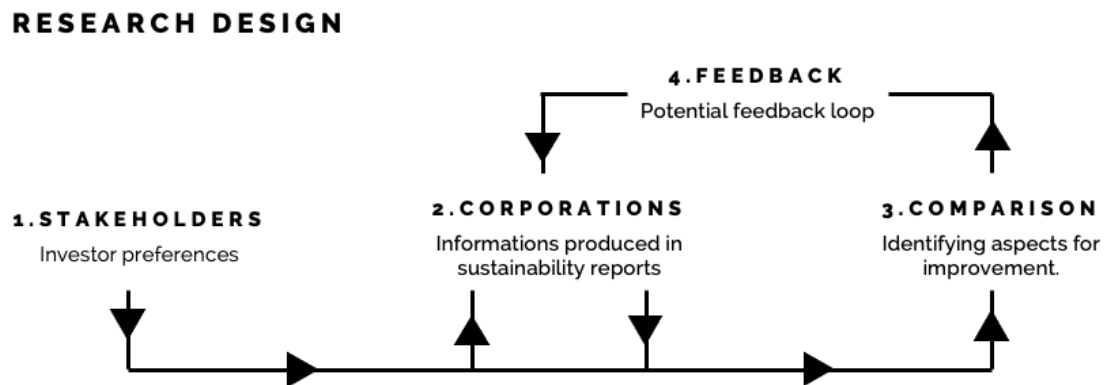 RESEARCH DESIGN
4.FEEDBACK
Potential feedback loop
1.STAKEHOLDERS
Investor preferences
2.CORPORATIONS
Informations produced in
sustainability reports
3.COMPARISON
Identifying aspects for
improvement.